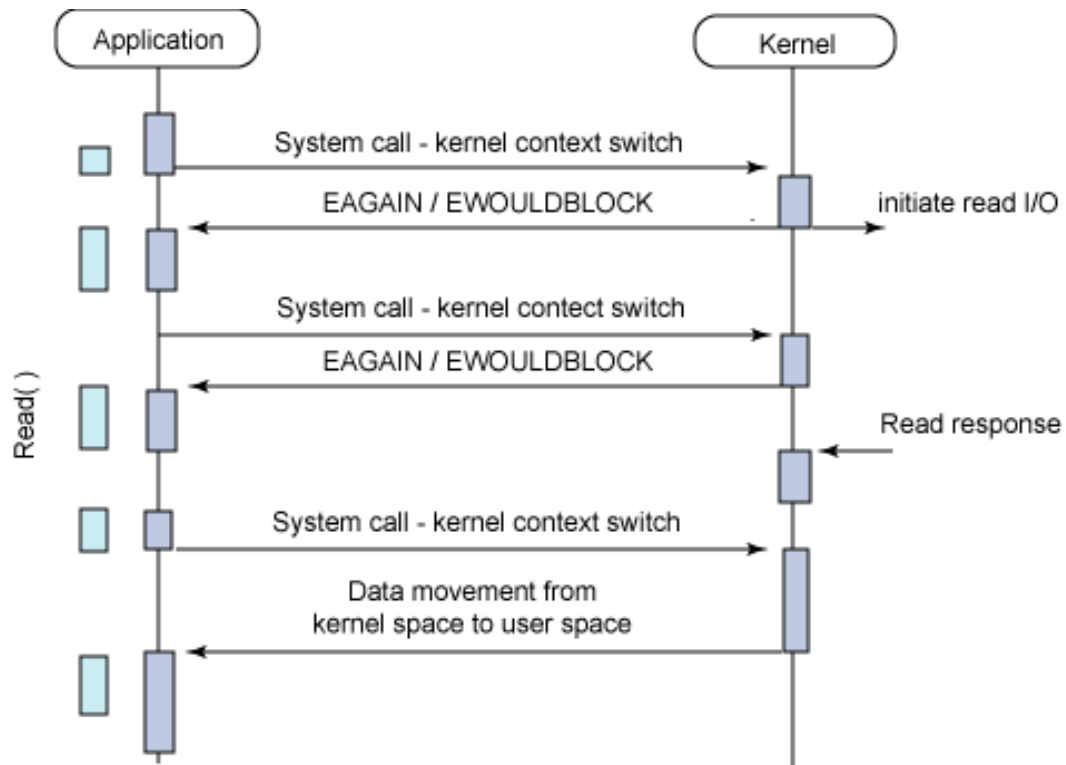 Application
Kernel
System call - kernel context switch
EAGAIN / EWOULDBLOCK
initiate read I/O
System call - kernel contect switch
EAGAIN / EWOULDBLOCK
Read( )
Read response
System call - kernel context switch
Data movement from
kernel space to user space